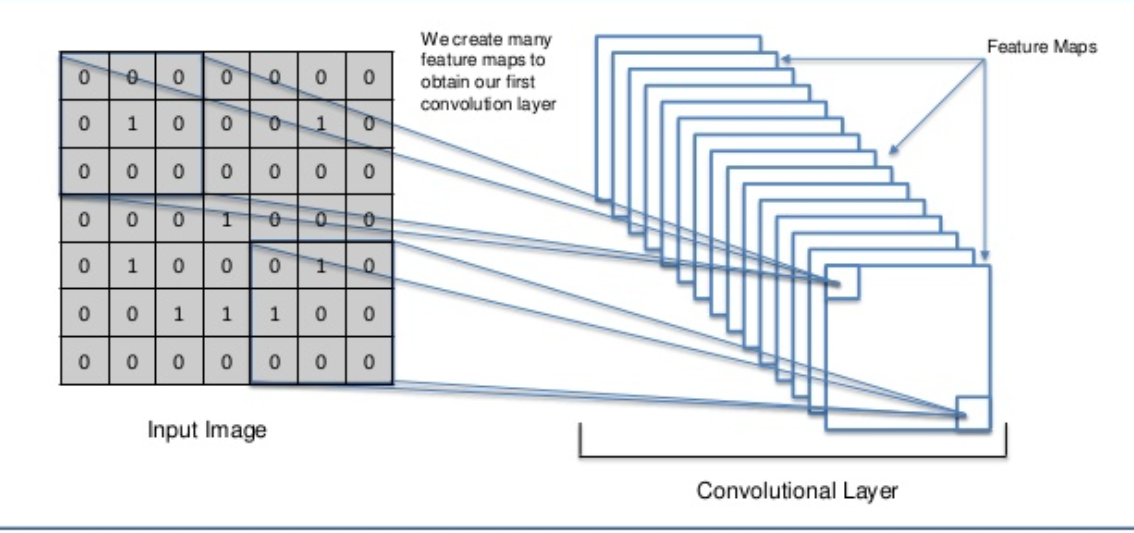 We create many
feature maps to
obtain our first
convolution layer
Feature Maps
0 0 0 0 0 0 0
0 1 0 0 0 1 0
0 0 0 0 0 0 0
0 0 0 1 0 0 0
0 1 0 0 0 1 0
0 0 1 1 1 0 0
0 0 0 0 0 0 0
Input Image
Convolutional Layer